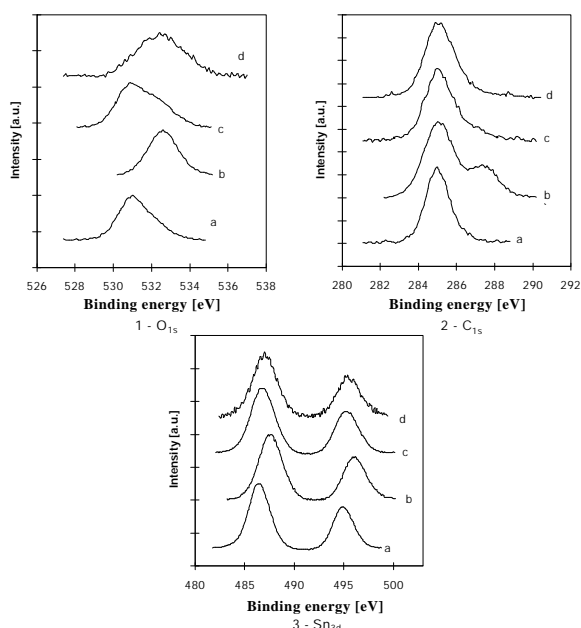 Intensity [a.u.]
d
c
b
a
526 528 530 532 534 536 538
Binding energy [eV]
1 - O1s
Intensity [a.u.]
d
c
b
a
280 282 284 286 288 290 292
Binding energy [eV]
2 - C1s
Intensity [a.u.]
d
c
b
a
480 485 490 495 500
Binding energy [eV]
3 - Sn3d